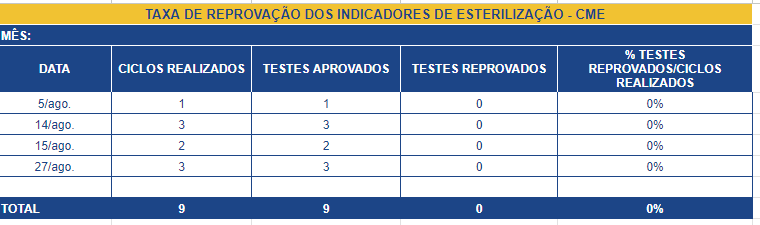 TAXA DE REPROVAÇÃO DOS INDICADORES DE ESTERILIZAÇÃO - CME
MÊS:
DATA CICLOS REALIZADOS TESTES APROVADOS TESTES REPROVADOS % TESTES REPROVADOS/CICLOS REALIZADOS
5/ago. 1 1 0 0%
14/ago. 3 3 0 0%
15/ago. 2 2 0 0%
27/ago. 3 3 0 0%
TOTAL 9 9 0 0%